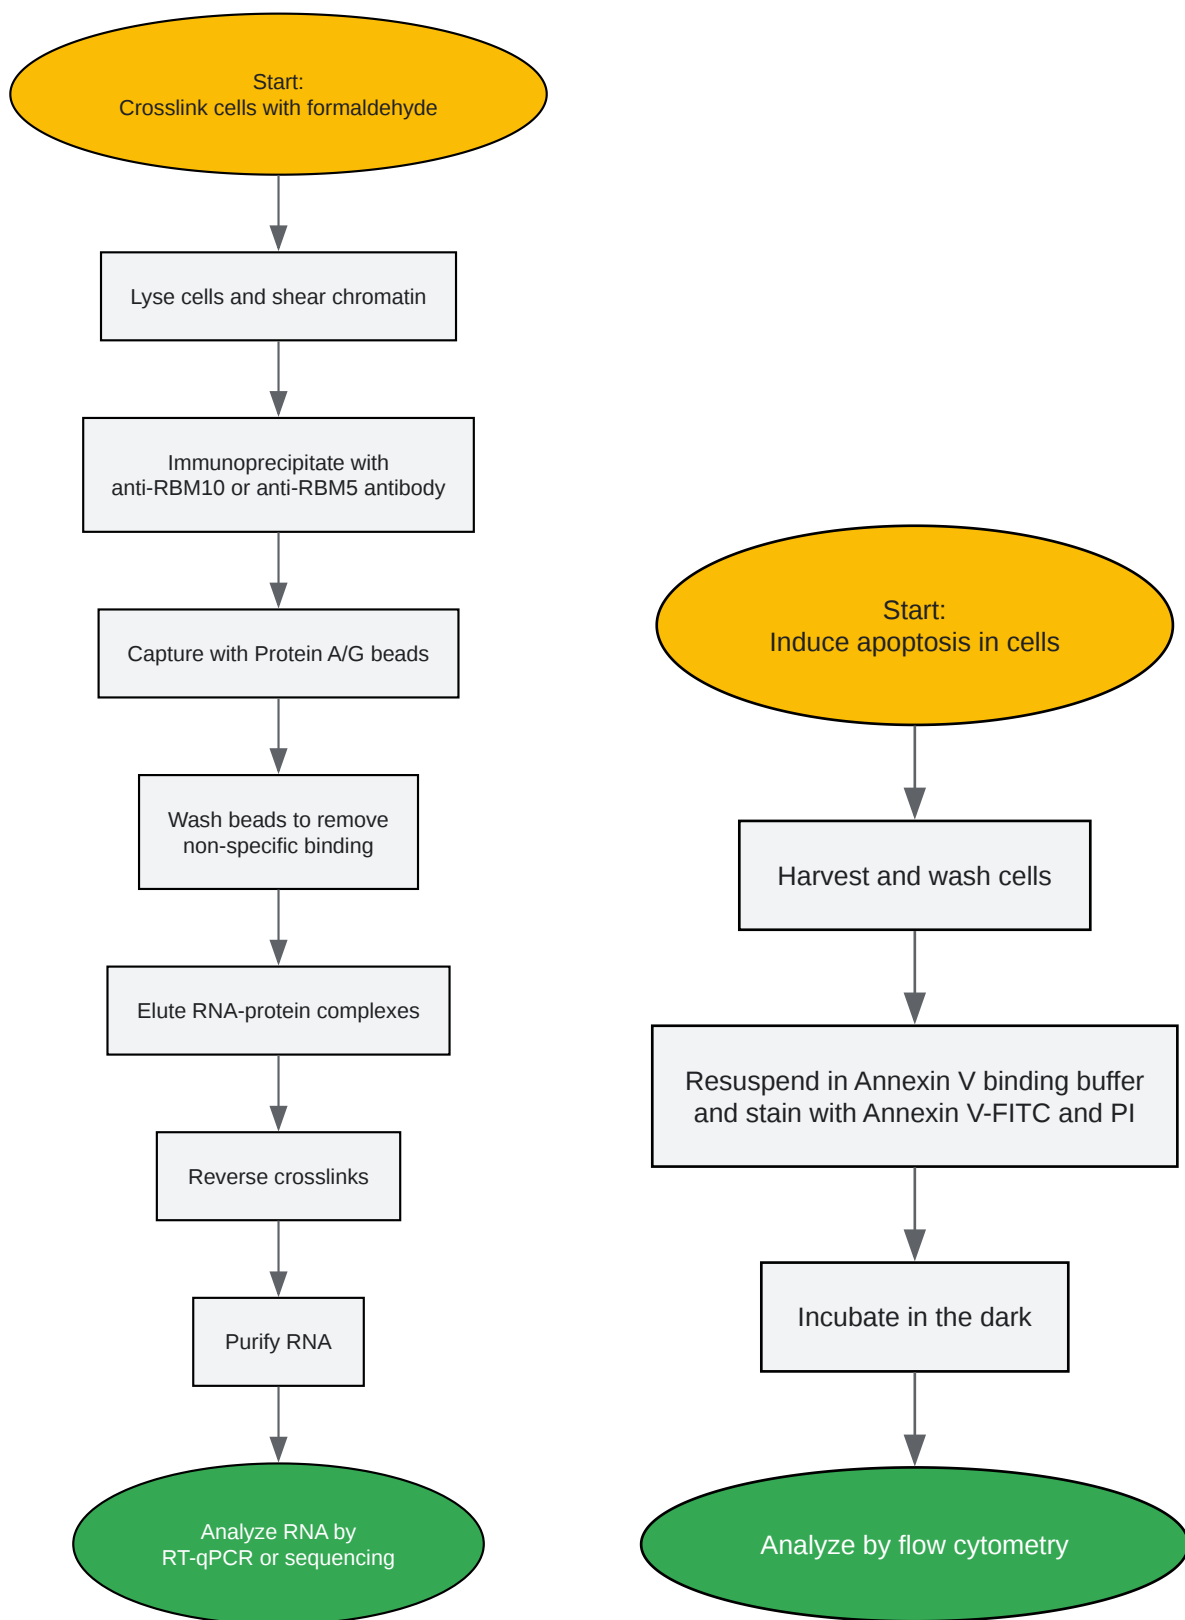 Start:
Crosslink cells with formaldehyde
Lyse cells and shear chromatin
Immunoprecipitate with
anti-RBM10 or anti-RBM5 antibody
Capture with Protein A/G beads
Wash beads to remove
non-specific binding
Elute RNA-protein complexes
Reverse crosslinks
Purify RNA
Analyze RNA by
RT-qPCR or sequencing
Start:
Induce apoptosis in cells
Harvest and wash cells
Resuspend in Annexin V binding buffer
and stain with Annexin V-FITC and PI
Incubate in the dark
Analyze by flow cytometry